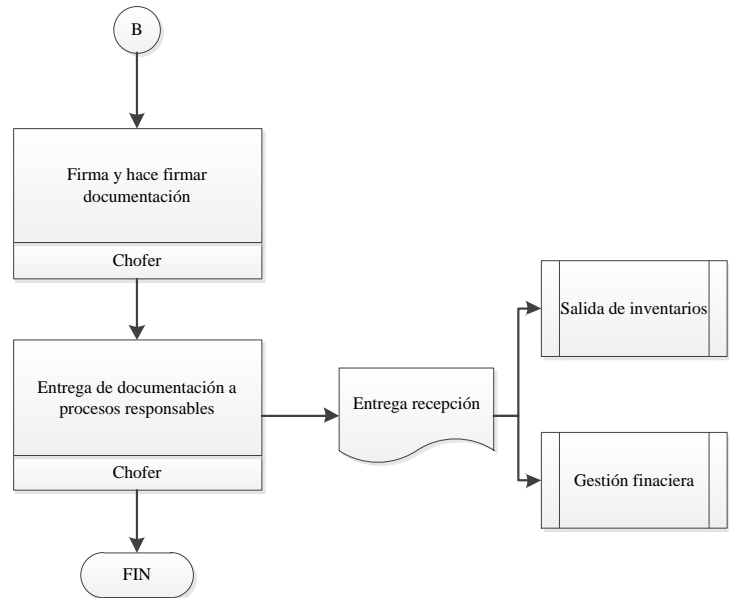 B
Firma y hace firmar
documentación
Chofer
Entrega de documentación a
procesos responsables
Chofer
Entrega recepción
Salida de inventarios
Gestión finaciera
FIN